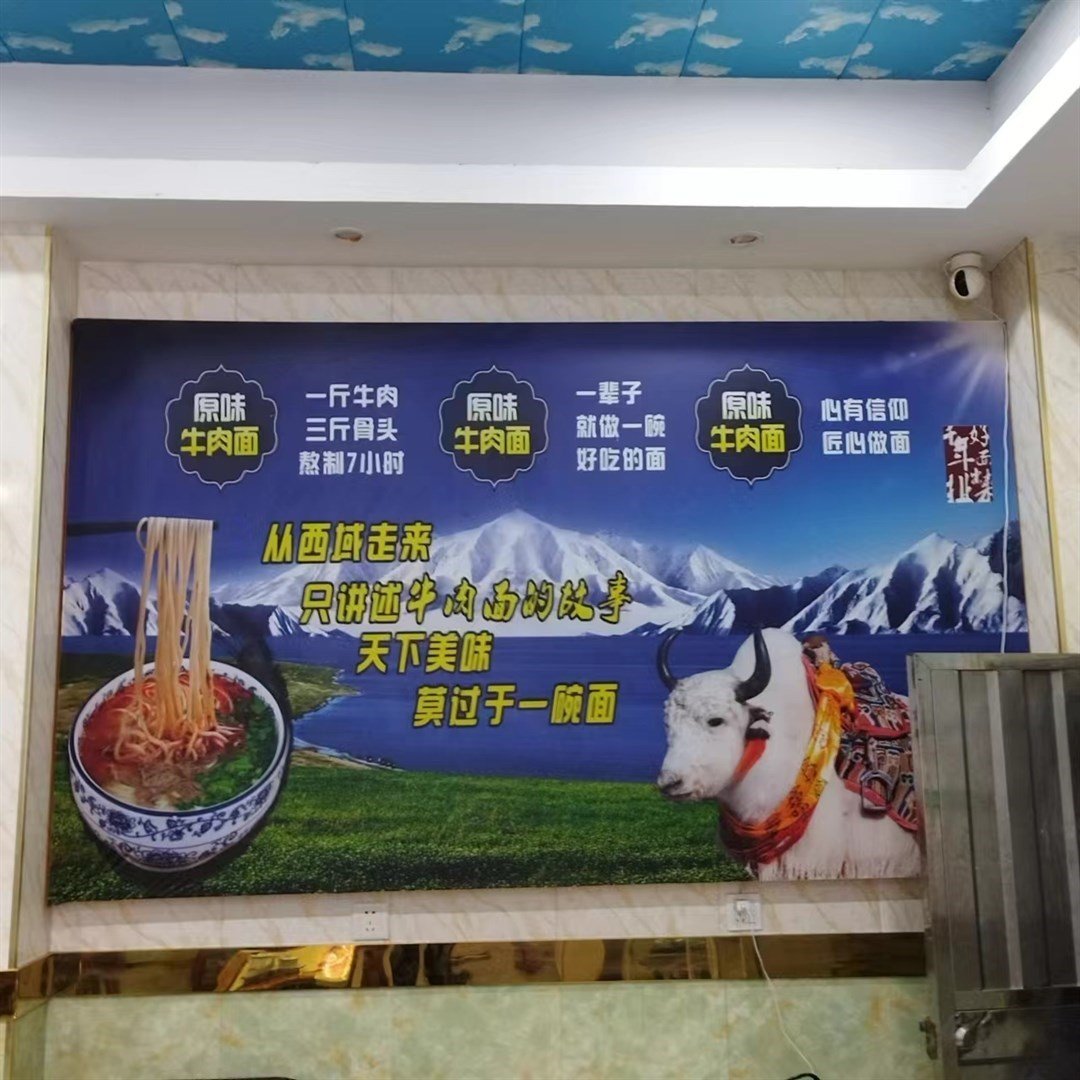 原味
牛肉面
一斤牛肉
三斤骨头
熬制7小时
原味
牛肉面
一辈子
就做一碗
好吃的面
原味
牛肉面
心有信仰
匠心做面
从西域走来
只讲述牛肉面的故事
天下美味
莫过于一碗面